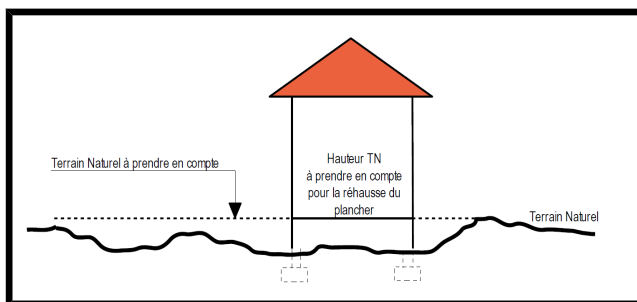 Terrain Naturel à prendre en compte
Hauteur TN
à prendre en compte
pour la réhausse du
plancher
Terrain Naturel